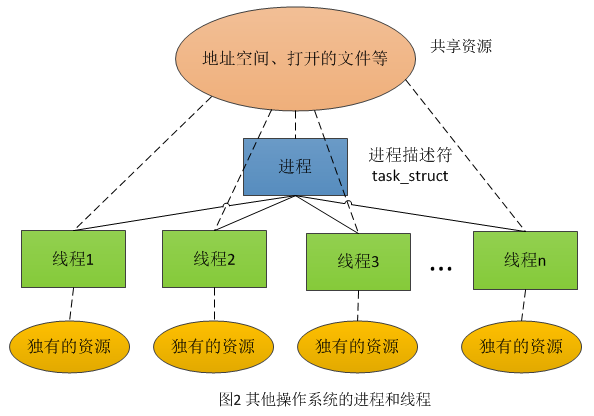 地址空间、打开的文件等
共享资源
进程
进程描述符
task_struct
线程1
线程2
线程3
...
线程n
独有的资源
独有的资源
独有的资源
独有的资源
图2 其他操作系统的进程和线程